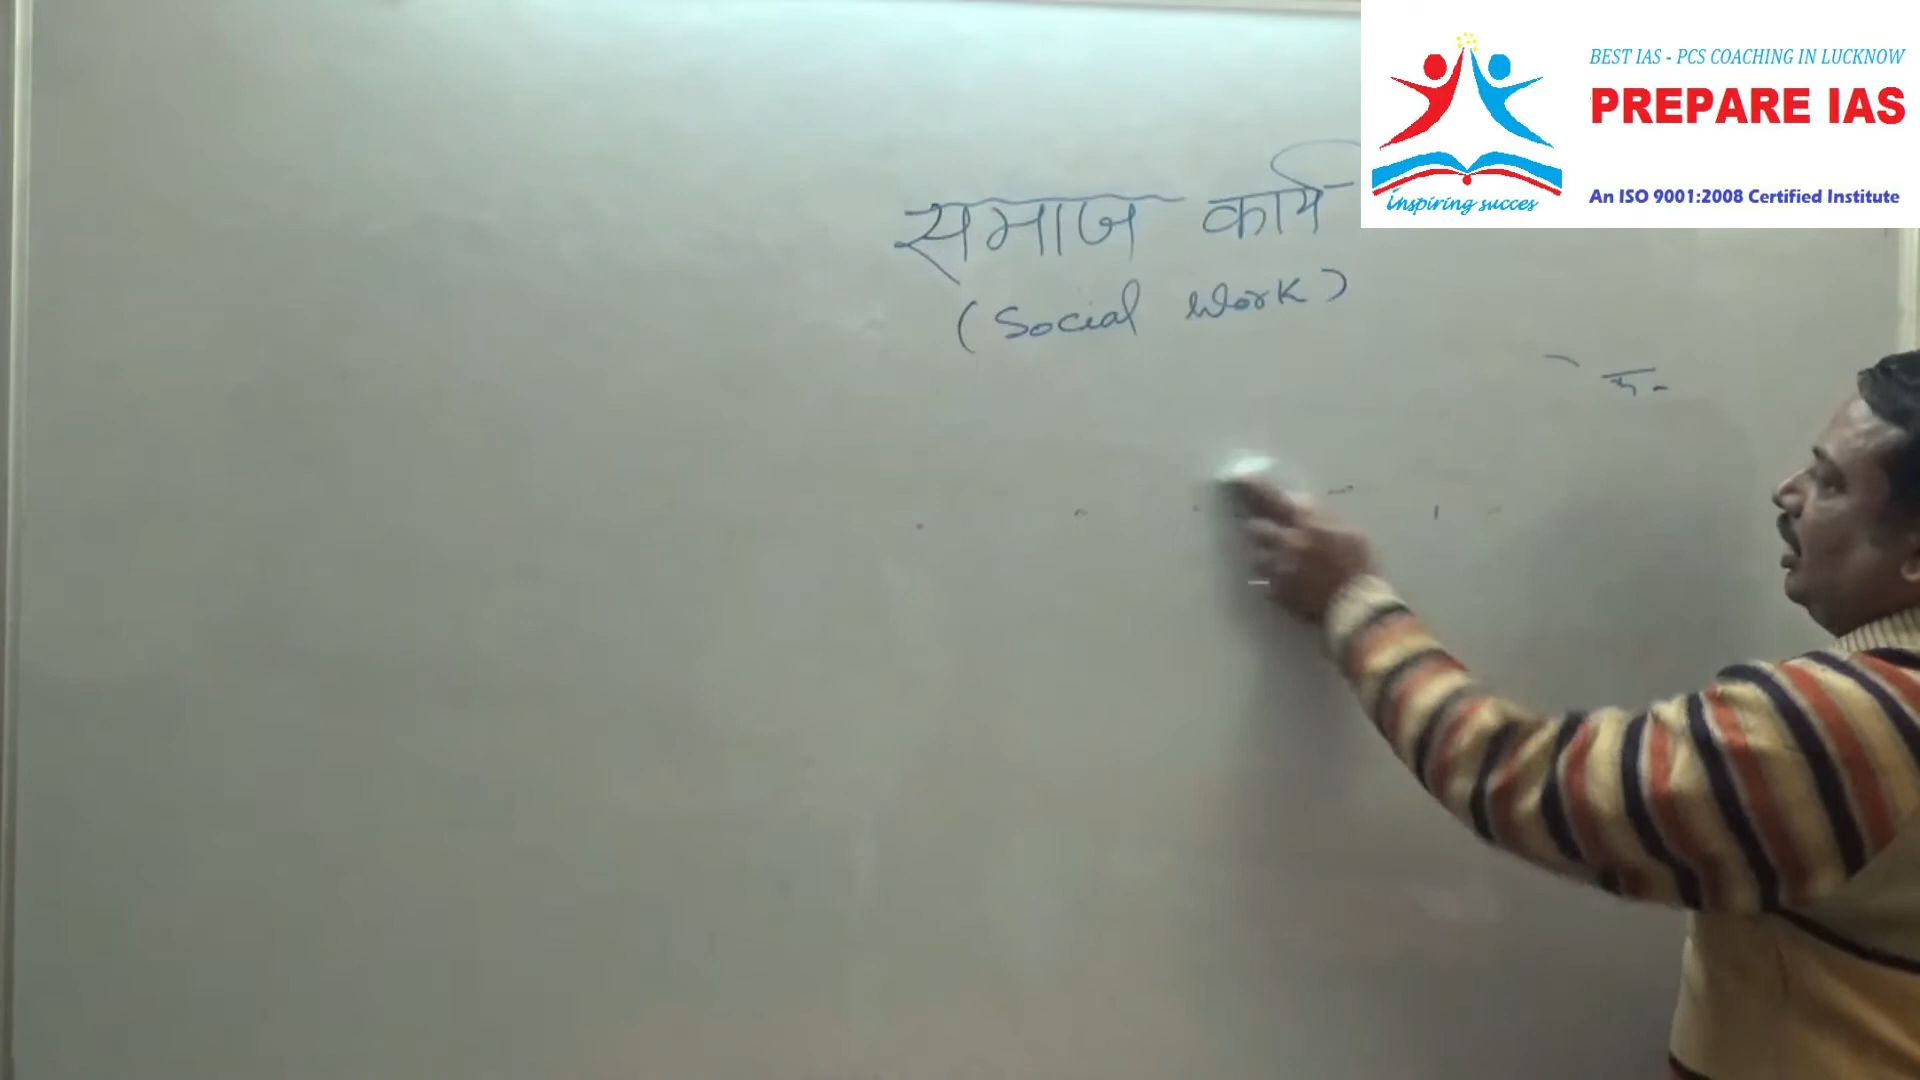 BEST IAS - PCS COACHING IN LUCKNOW
PREPARE IAS
inspiring succes
An ISO 9001:2008 Certified Institute
समाज कार्य
(Social Work)